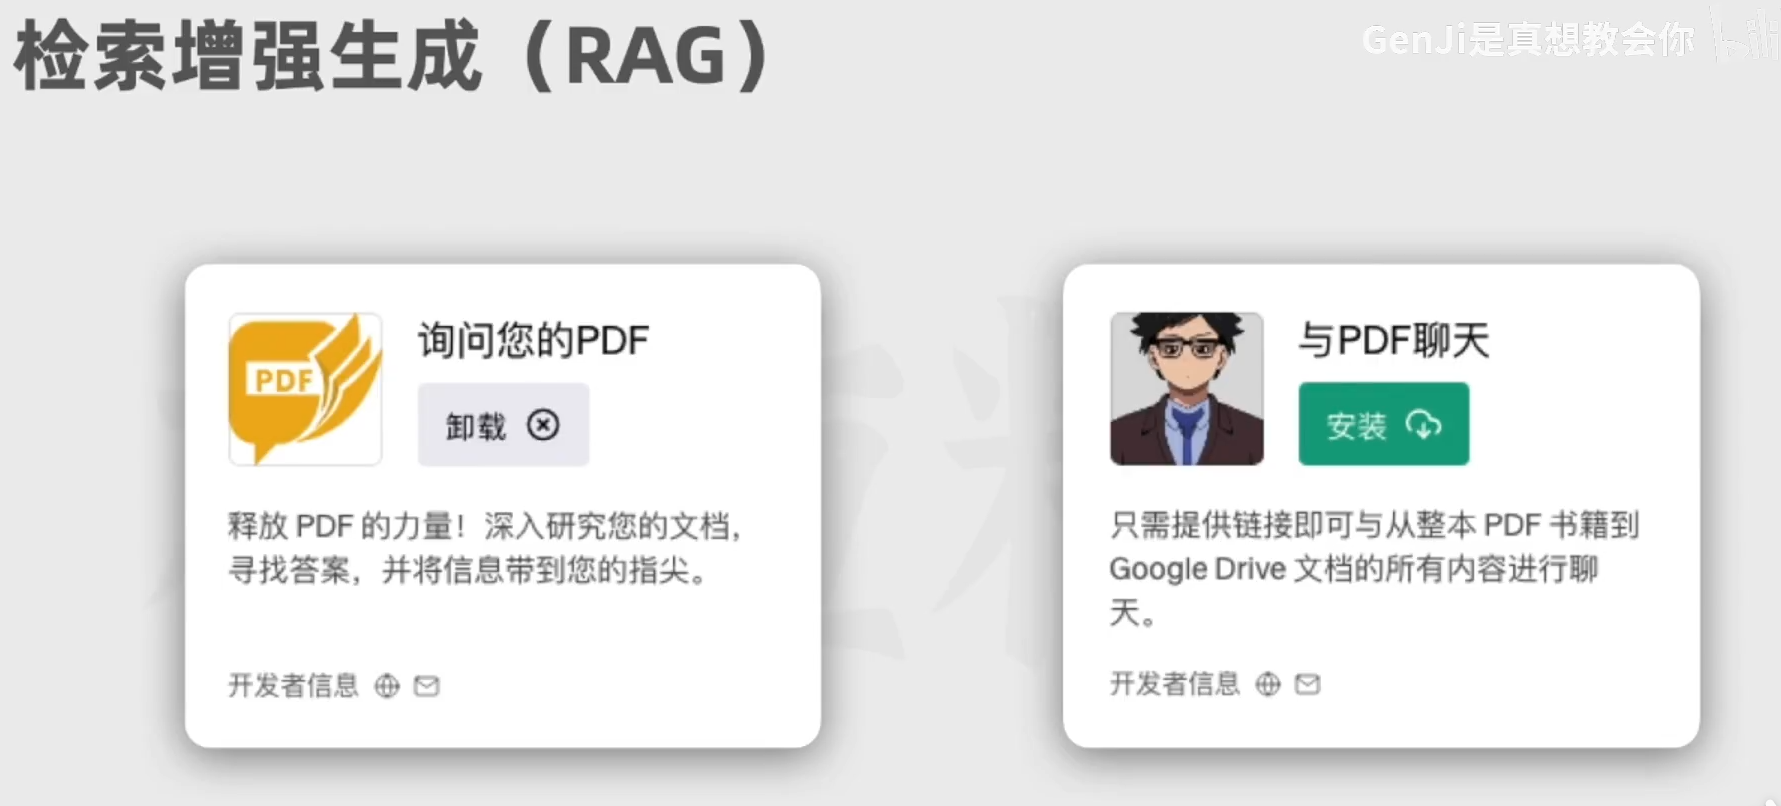 检索增强生成（RAG）
GenJi是真想教会你
bili
PDF
询问您的PDF
卸载
释放 PDF 的力量！深入研究您的文档，
寻找答案，并将信息带到您的指尖。
开发者信息
与PDF聊天
安装
只需提供链接即可与从整本 PDF 书籍到
Google Drive 文档的所有内容进行聊
天。
开发者信息